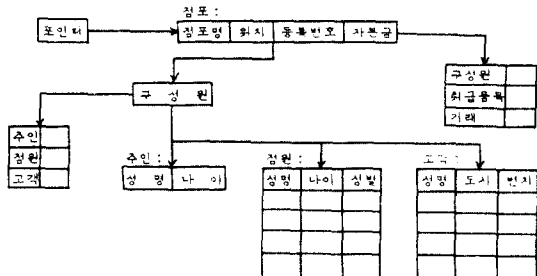 점포 :
포인터
점포명 위치 등록번호 자본금
구성원
구성원
취급품목
거래
주인
점원
고객
주인 :
성명 나이
점원 :
성명 나이 성별
고객 :
성명 도시 번지